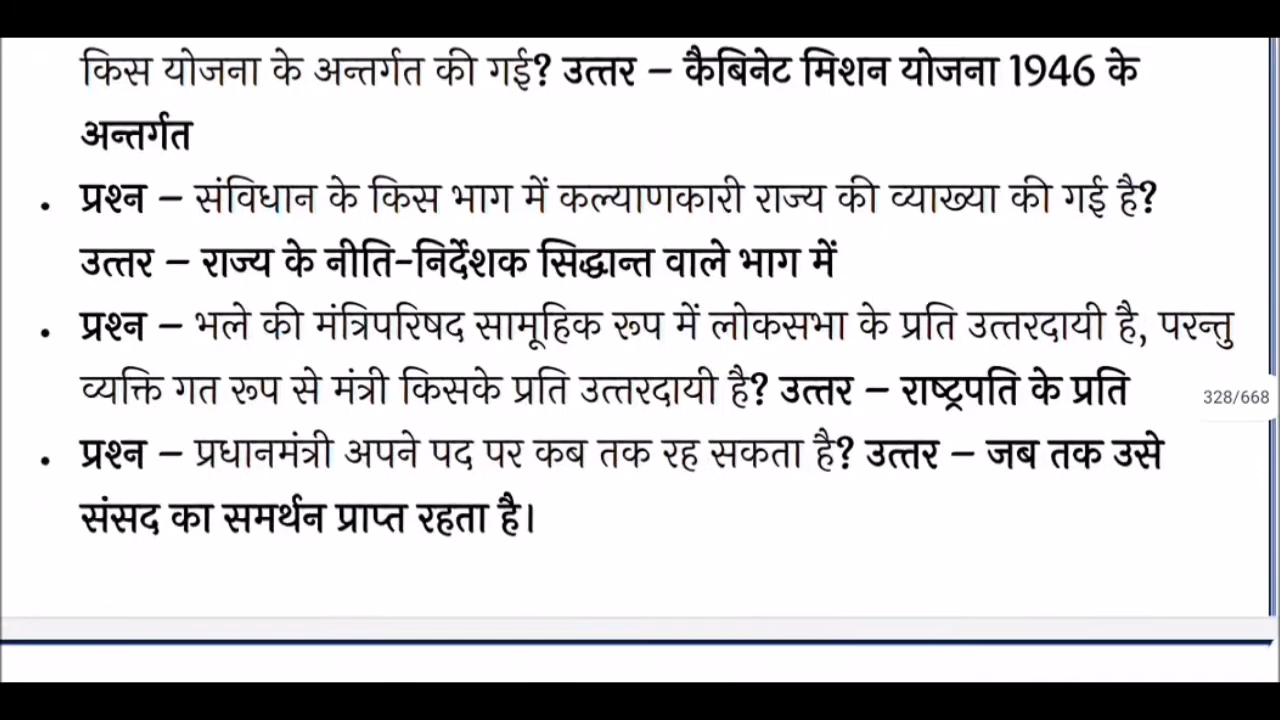 किस योजना के अन्तर्गत की गई? उत्तर – कैबिनेट मिशन योजना 1946 के
अन्तर्गत
• प्रश्न – संविधान के किस भाग में कल्याणकारी राज्य की व्याख्या की गई है?
उत्तर – राज्य के नीति-निर्देशक सिद्धान्त वाले भाग में
• प्रश्न – भले की मंत्रिपरिषद सामूहिक रूप में लोकसभा के प्रति उत्तरदायी है, परन्तु
व्यक्ति गत रूप से मंत्री किसके प्रति उत्तरदायी है? उत्तर – राष्ट्रपति के प्रति
328/668
• प्रश्न – प्रधानमंत्री अपने पद पर कब तक रह सकता है? उत्तर – जब तक उसे
संसद का समर्थन प्राप्त रहता है।